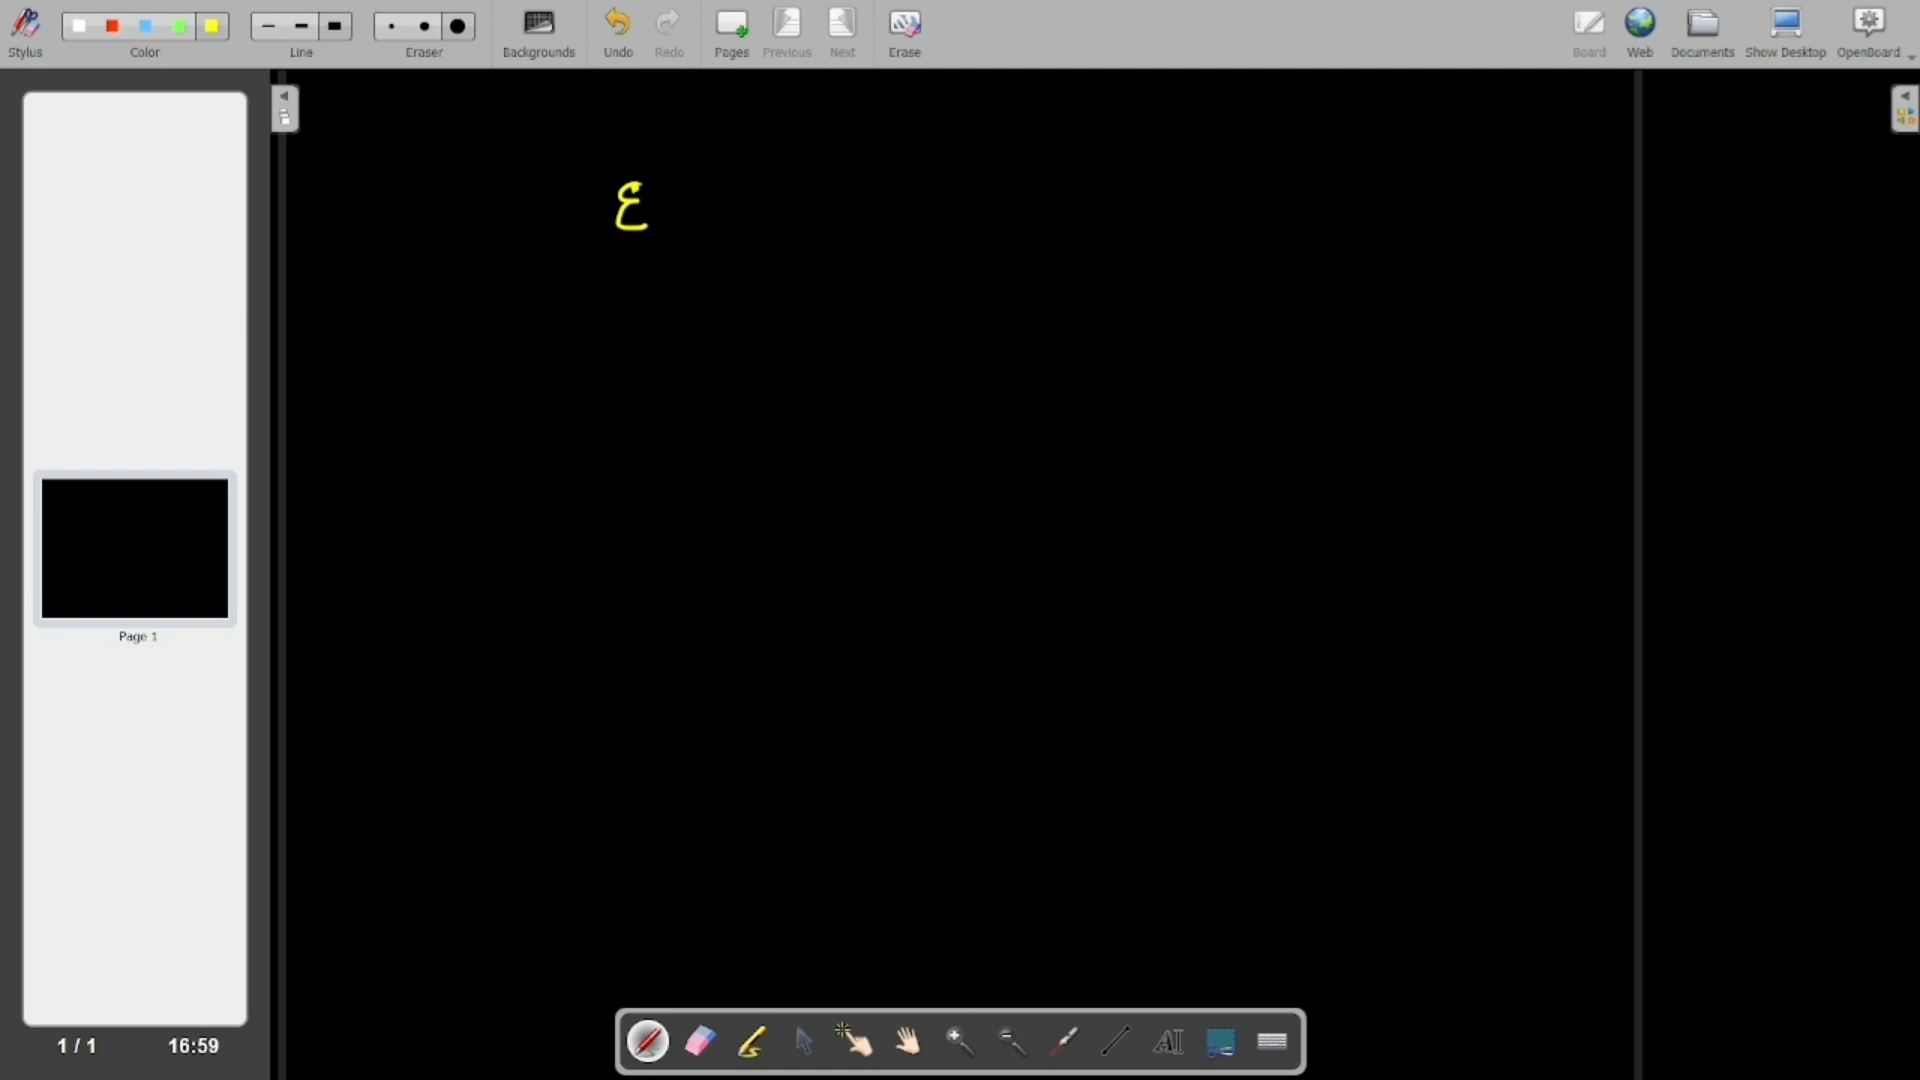 Stylus
Color
Line
Eraser
Backgrounds
Undo
Redo
Pages
Previous
Next
Erase
Board
Web
Documents
Show Desktop
OpenBoard
ε
Page 1
1 / 1
16:59
AI